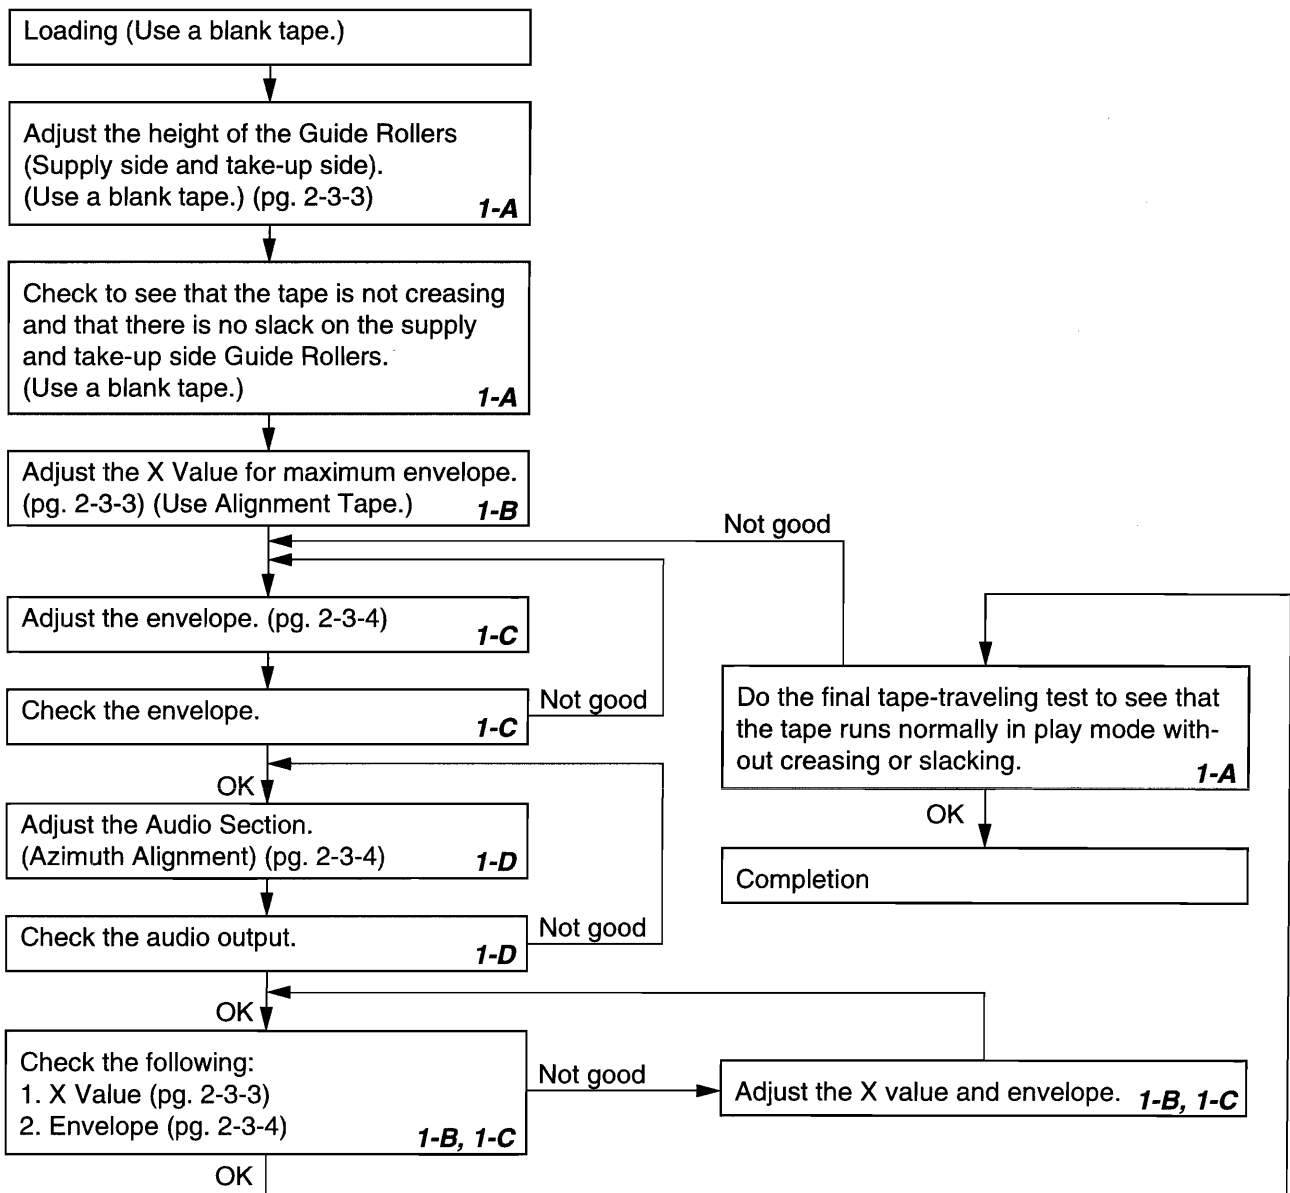 Loading (Use a blank tape.)
Adjust the height of the Guide Rollers
(Supply side and take-up side).
(Use a blank tape.) (pg. 2-3-3)
1-A
Check to see that the tape is not creasing
and that there is no slack on the supply
and take-up side Guide Rollers.
(Use a blank tape.)
1-A
Adjust the X Value for maximum envelope.
(pg. 2-3-3) (Use Alignment Tape.)
1-B
Not good
Adjust the envelope. (pg. 2-3-4)
1-C
Check the envelope.
1-C
Not good
OK
Adjust the Audio Section.
(Azimuth Alignment) (pg. 2-3-4)
1-D
Check the audio output.
1-D
Not good
OK
Check the following:
1. X Value (pg. 2-3-3)
2. Envelope (pg. 2-3-4)
1-B, 1-C
Not good
Adjust the X value and envelope.
1-B, 1-C
OK
Do the final tape-traveling test to see that
the tape runs normally in play mode with-
out creasing or slacking.
1-A
OK
Completion